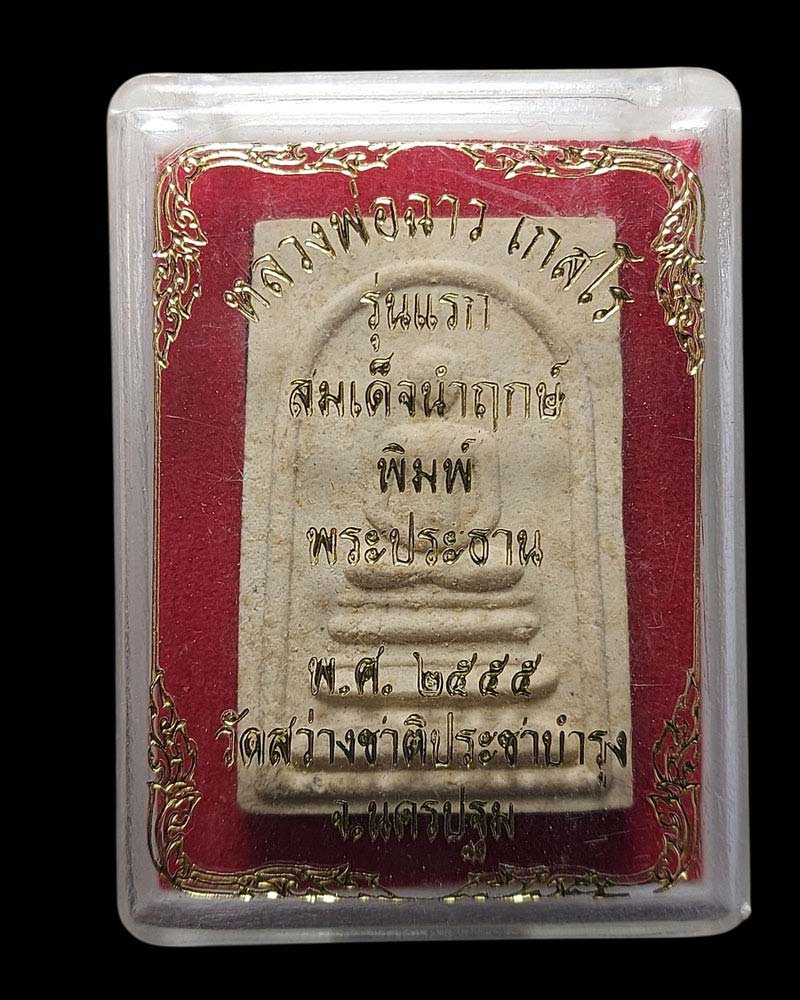 หลวงพ่อฉาว เกสโร
รุ่นแรก
สมเด็จนำฤกษ์
พิมพ์
พระประธาน
พ.ศ. ๒๕๕๕
วัดสว่างชาติประชาบำรุง
จ.นครปฐม